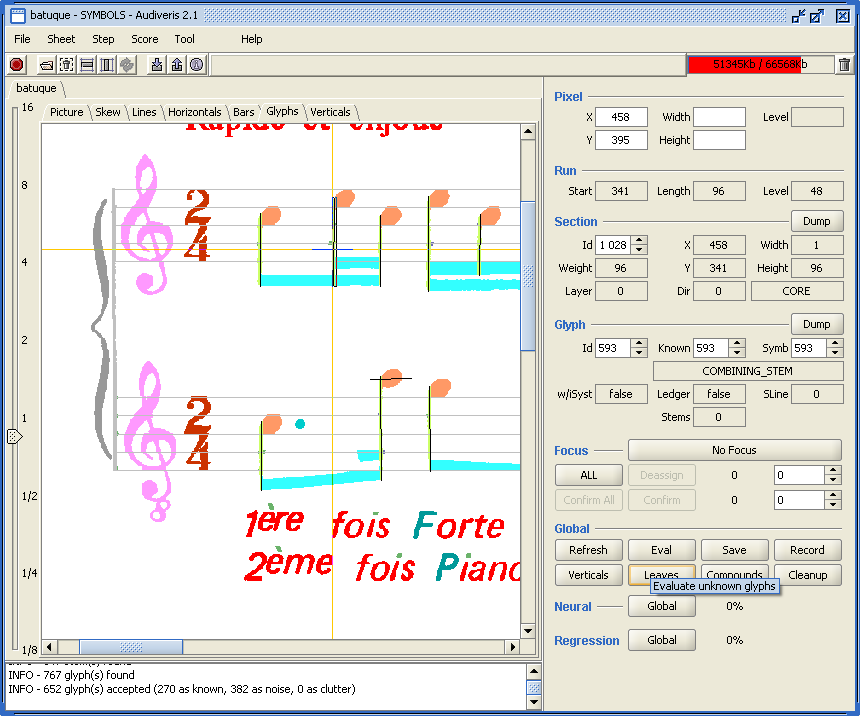 batuque - SYMBOLS - Audiveris 2.1
File Sheet Step Score Tool Help
51345Kb / 66568Kb
batuque
Picture Skew Lines Horizontals Bars Glyphs Verticals
16
8
4
2
1
1/2
1/4
1/8
Rapide et enjoué
2
4
2
4
1ère fois Forte
2ème fois Piano
Pixel
X 458 Width Level
Y 395 Height
Run
Start 341 Length 96 Level 48
Section Dump
Id 1 028 X 458 Width 1
Weight 96 Y 341 Height 96
Layer 0 Dir 0 CORE
Glyph Dump
Id 593 Known 593 Symb 593
COMBINING_STEM
w/iSyst false Ledger false SLine 0
Stems 0
Focus No Focus
ALL Deassign 0 0
Confirm All Confirm 0 0
Global
Refresh Eval Save Record
Verticals Leaves Compounds Cleanup
Evaluate unknown glyphs
Neural Global 0%
Regression Global 0%
INFO - 767 glyph(s) found
INFO - 652 glyph(s) accepted (270 as known, 382 as noise, 0 as clutter)